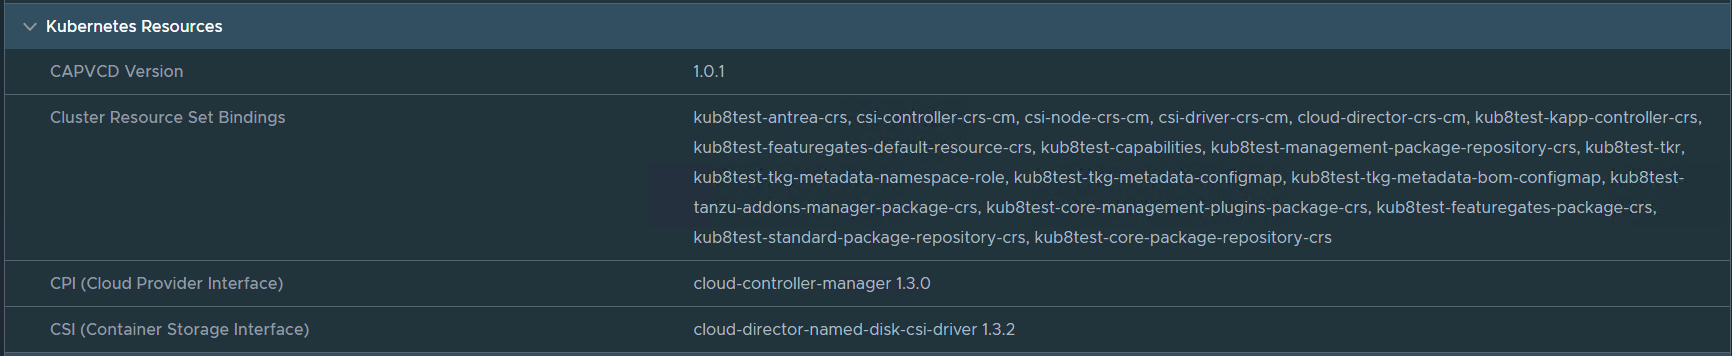 Kubernetes Resources
CAPVCD Version 1.0.1
Cluster Resource Set Bindings kub8test-antrea-crs, csi-controller-crs-cm, csi-node-crs-cm, csi-driver-crs-cm, cloud-director-crs-cm, kub8test-kapp-controller-crs,
kub8test-featuregates-default-resource-crs, kub8test-capabilities, kub8test-management-package-repository-crs, kub8test-tkr,
kub8test-tkg-metadata-namespace-role, kub8test-tkg-metadata-configmap, kub8test-tkg-metadata-bom-configmap, kub8test-
tanzu-addons-manager-package-crs, kub8test-core-management-plugins-package-crs, kub8test-featuregates-package-crs,
kub8test-standard-package-repository-crs, kub8test-core-package-repository-crs
CPI (Cloud Provider Interface) cloud-controller-manager 1.3.0
CSI (Container Storage Interface) cloud-director-named-disk-csi-driver 1.3.2